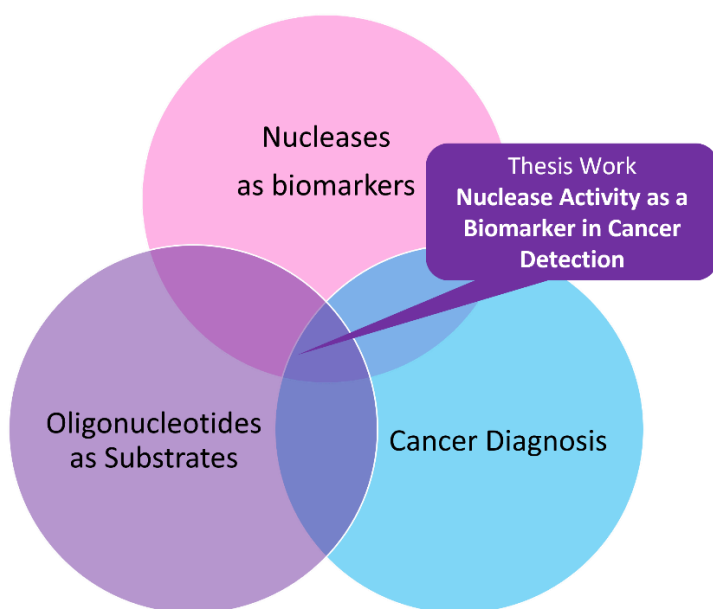 Nucleases
as biomarkers
Thesis Work
Nuclease Activity as a
Biomarker in Cancer
Detection
Oligonucleotides
as Substrates
Cancer Diagnosis